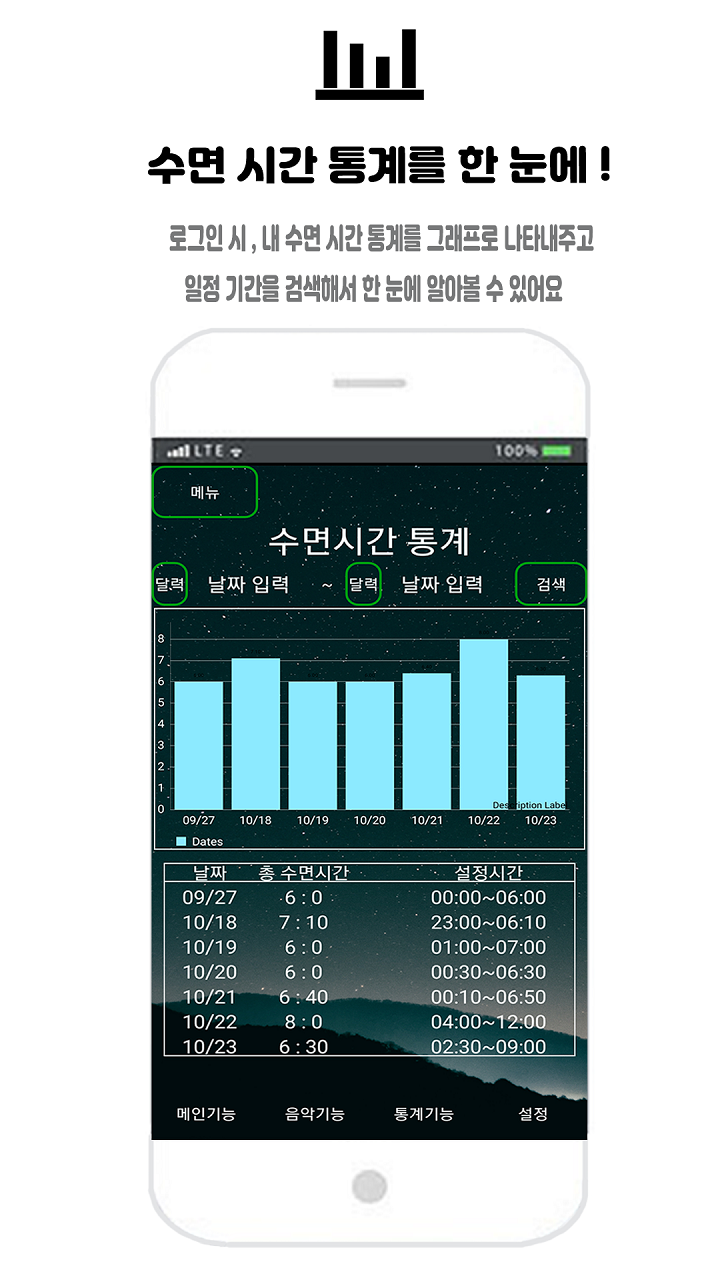 수면 시간 통계를 한 눈에 !
로그인 시 , 내 수면 시간 통계를 그래프로 나타내주고
일정 기간을 검색해서 한 눈에 알아볼 수 있어요
LTE 100%
메뉴
수면시간 통계
달력 날짜 입력 ~ 달력 날짜 입력 검색
8
7
6
5
4
3
2
1
0
Description Label
09/27 10/18 10/19 10/20 10/21 10/22 10/23
Dates
날짜 총 수면시간 설정시간
09/27 6 : 0 00:00~06:00
10/18 7 : 10 23:00~06:10
10/19 6 : 0 01:00~07:00
10/20 6 : 0 00:30~06:30
10/21 6 : 40 00:10~06:50
10/22 8 : 0 04:00~12:00
10/23 6 : 30 02:30~09:00
메인기능 음악기능 통계기능 설정